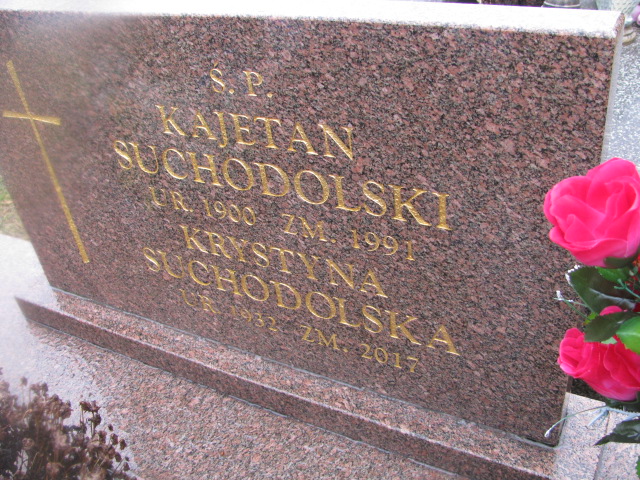 Ś. P.
KAJETAN
SUCHODOLSKI
UR. 1900 ZM. 1991
KRYSTYNA
SUCHODOLSKA
UR. 1932 ZM. 2017